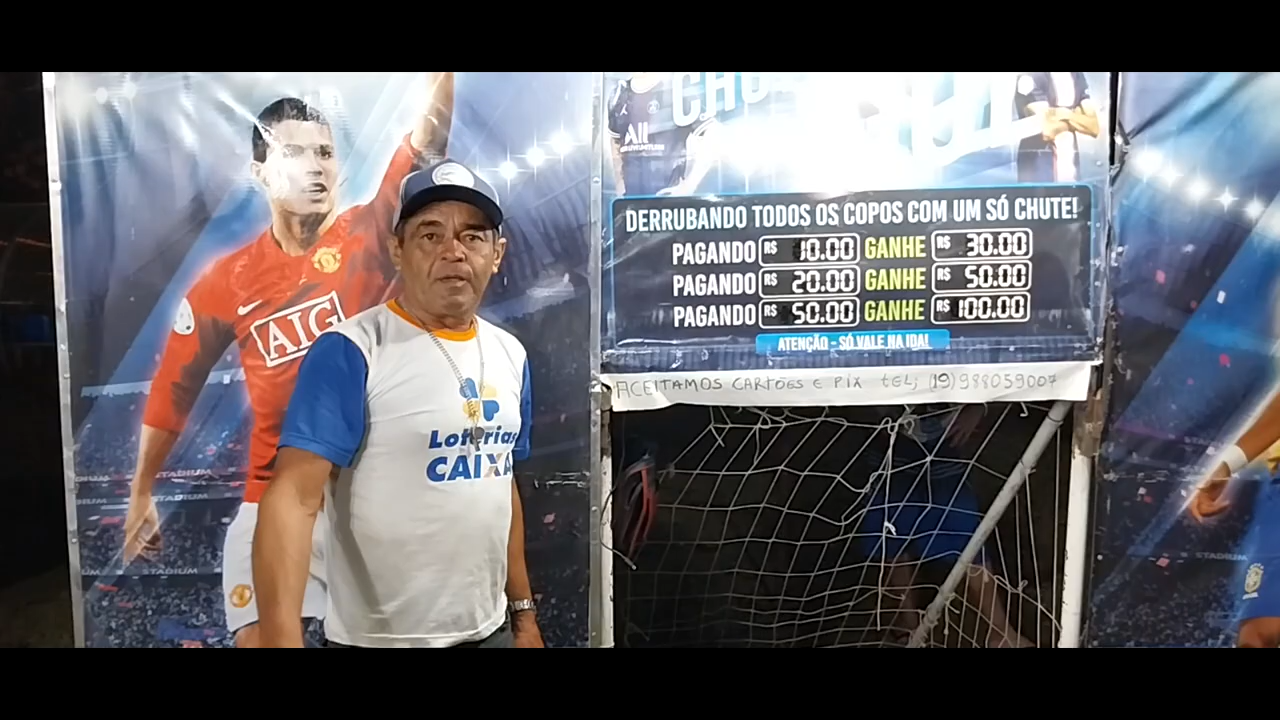 AIG
All
DERRUBANDO TODOS OS COPOS COM UM SÓ CHUTE!
PAGANDO R$ 10.00 GANHE R$ 30.00
PAGANDO R$ 20.00 GANHE R$ 50.00
PAGANDO R$ 50.00 GANHE R$ 100.00
ATENÇÃO - SÓ VALE NA IDA!
ACEITAMOS CARTÕES E PIX tEL; (19)988059007
Loterias
CAIXA